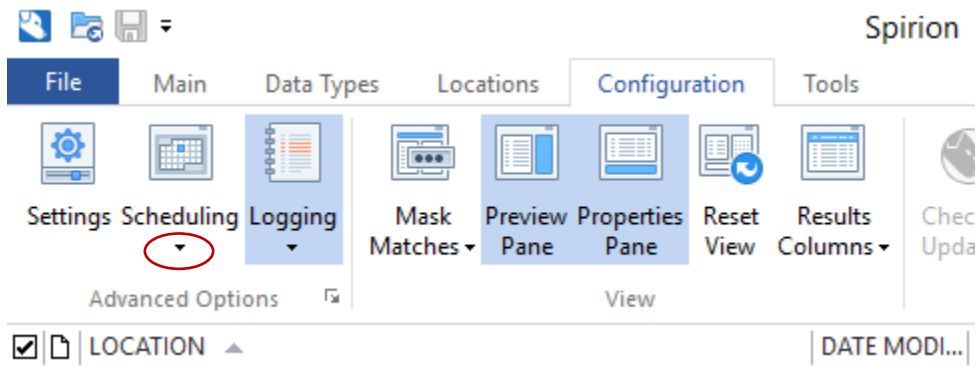 Spirion
File Main Data Types Locations Configuration Tools
Settings Scheduling Logging Mask Matches Preview Pane Properties Pane Reset View Results Columns
Advanced Options View
LOCATION DATE MODI...